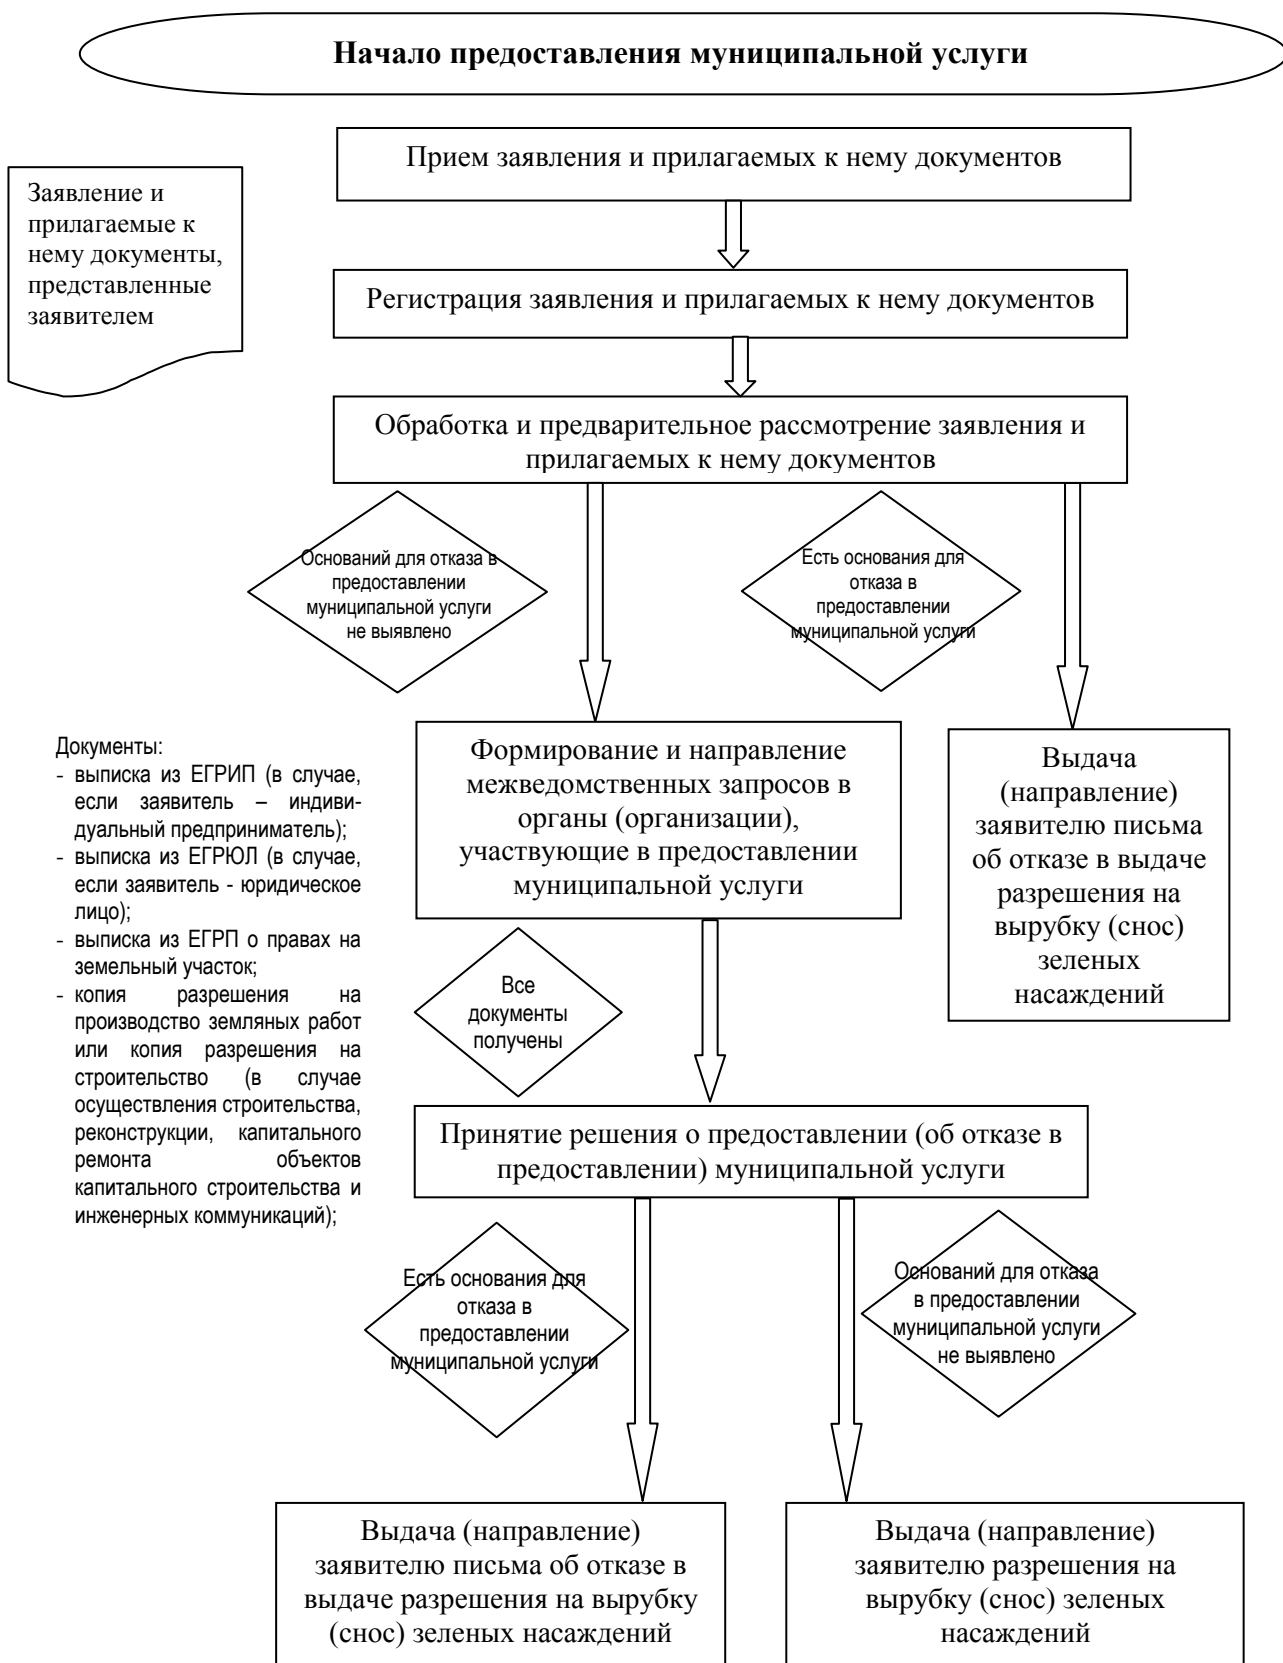 Начало предоставления муниципальной услуги
Прием заявления и прилагаемых к нему документов
Заявление и
прилагаемые к
нему документы,
представленные
заявителем
Регистрация заявления и прилагаемых к нему документов
Обработка и предварительное рассмотрение заявления и
прилагаемых к нему документов
Оснований для отказа в
предоставлении
муниципальной услуги
не выявлено
Есть основания для
отказа в
предоставлении
муниципальной услуги
Документы:
- выписка из ЕГРИП (в случае,
если заявитель – индиви-
дуальный предприниматель);
- выписка из ЕГРЮЛ (в случае,
если заявитель - юридическое
лицо);
- выписка из ЕГРП о правах на
земельный участок;
- копия разрешения на
производство земляных работ
или копия разрешения на
строительство (в случае
осуществления строительства,
реконструкции, капитального
ремонта объектов
капитального строительства и
инженерных коммуникаций);
Формирование и направление
межведомственных запросов в
органы (организации),
участвующие в предоставлении
муниципальной услуги
Выдача
(направление)
заявителю письма
об отказе в выдаче
разрешения на
вырубку (снос)
зеленых
насаждений
Все
документы
получены
Принятие решения о предоставлении (об отказе в
предоставлении) муниципальной услуги
Есть основания для
отказа в
предоставлении
муниципальной услуги
Оснований для отказа
в предоставлении
муниципальной услуги
не выявлено
Выдача (направление)
заявителю письма об отказе в
выдаче разрешения на вырубку
(снос) зеленых насаждений
Выдача (направление)
заявителю разрешения на
вырубку (снос) зеленых
насаждений